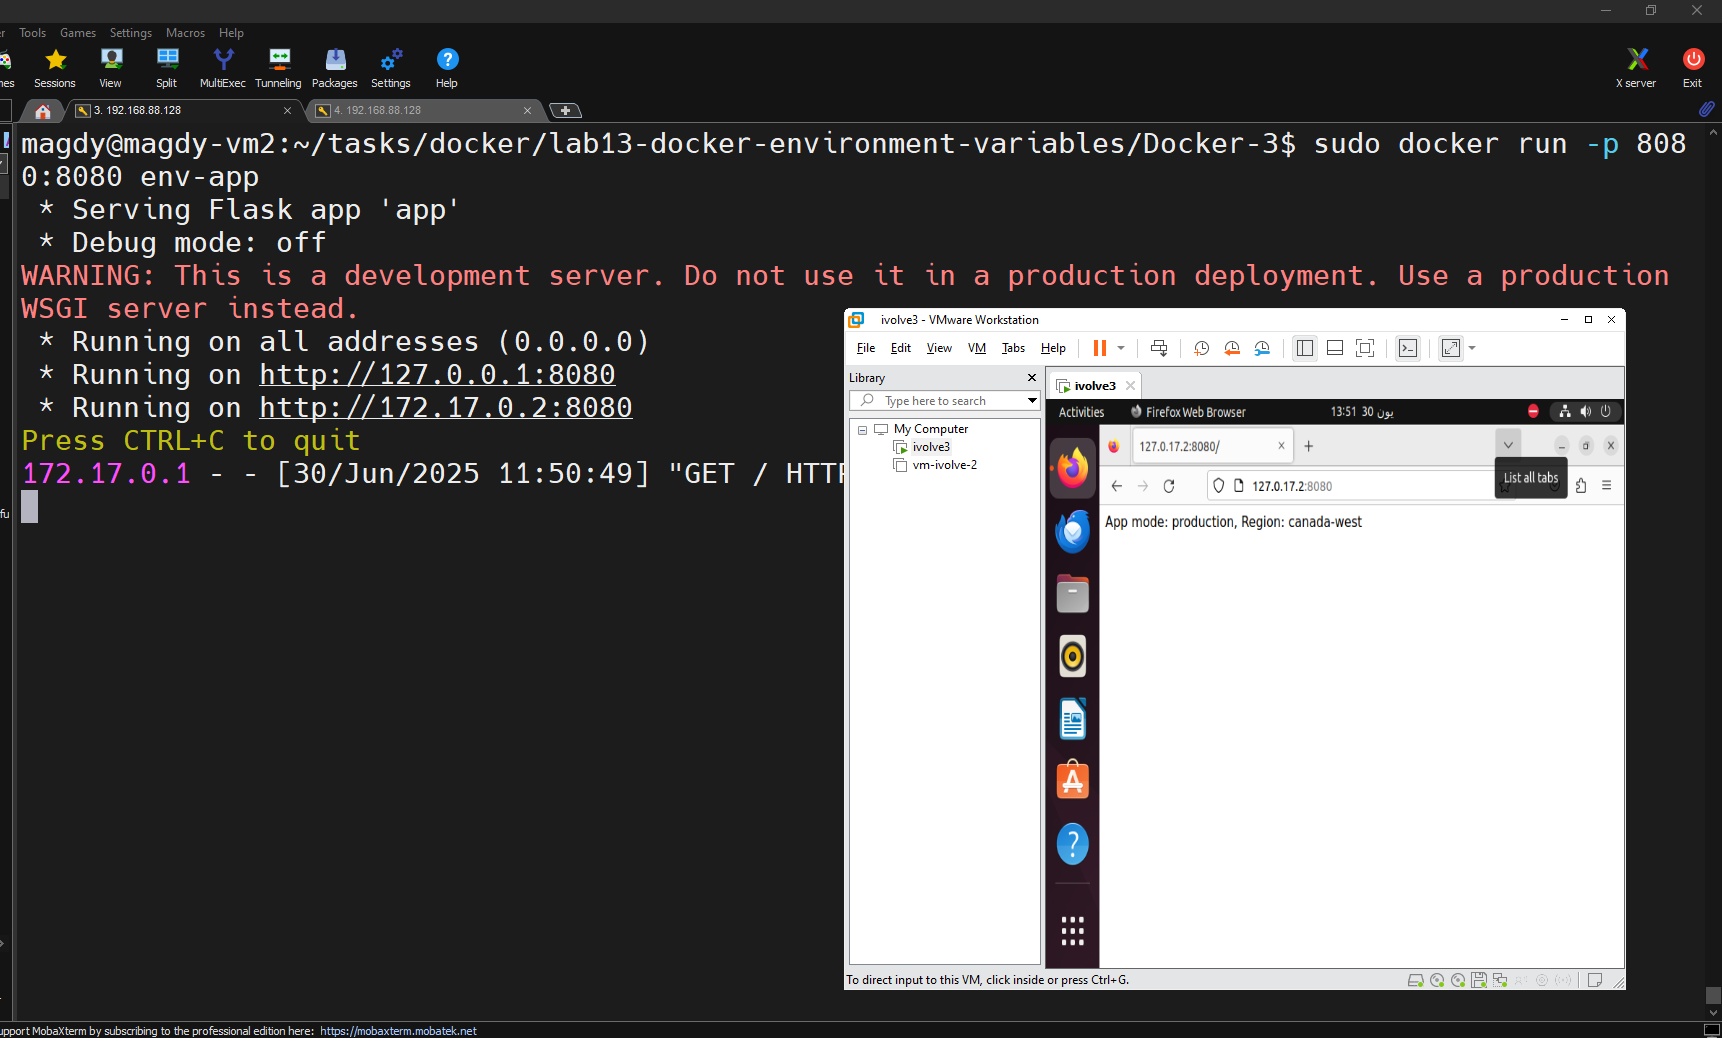 Tools Games Settings Macros Help
Sessions View Split MultiExec Tunneling Packages Settings Help X server Exit
3. 192.168.88.128
4. 192.168.88.128
magdy@magdy-vm2:~/tasks/docker/lab13-docker-environment-variables/Docker-3$ sudo docker run -p 808
0:8080 env-app
* Serving Flask app 'app'
* Debug mode: off
WARNING: This is a development server. Do not use it in a production deployment. Use a production
WSGI server instead.
* Running on all addresses (0.0.0.0)
* Running on http://127.0.0.1:8080
* Running on http://172.17.0.2:8080
Press CTRL+C to quit
172.17.0.1 - - [30/Jun/2025 11:50:49] "GET / HTTP
ivolve3 - VMware Workstation
File Edit View VM Tabs Help
Library
Type here to search
My Computer
ivolve3
vm-ivolve-2
ivolve3
Activities Firefox Web Browser 13:51 30 يون
127.0.17.2:8080/
127.0.17.2:8080
List all tabs
App mode: production, Region: canada-west
To direct input to this VM, click inside or press Ctrl+G.
upport MobaXterm by subscribing to the professional edition here: https://mobaxterm.mobatek.net